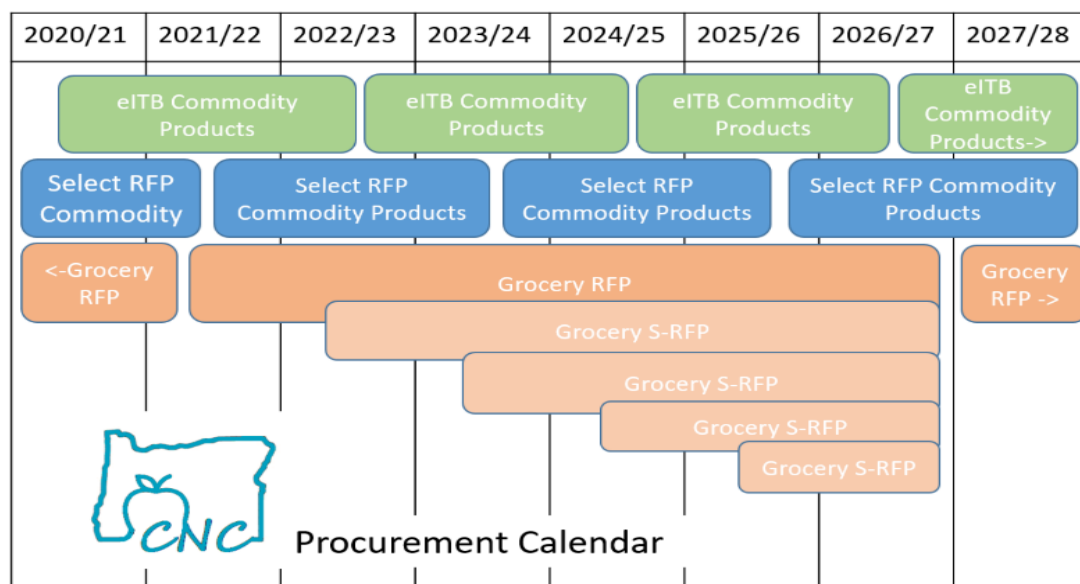 2020/21 2021/22 2022/23 2023/24 2024/25 2025/26 2026/27 2027/28
eITB Commodity
Products
eITB Commodity
Products
eITB Commodity
Products
eITB
Commodity
Products->
Select RFP
Commodity
Select RFP
Commodity Products
Select RFP
Commodity Products
Select RFP Commodity
Products
<-Grocery
RFP
Grocery RFP
Grocery
RFP ->
Grocery S-RFP
Grocery S-RFP
Grocery S-RFP
Grocery S-RFP
CNC
Procurement Calendar